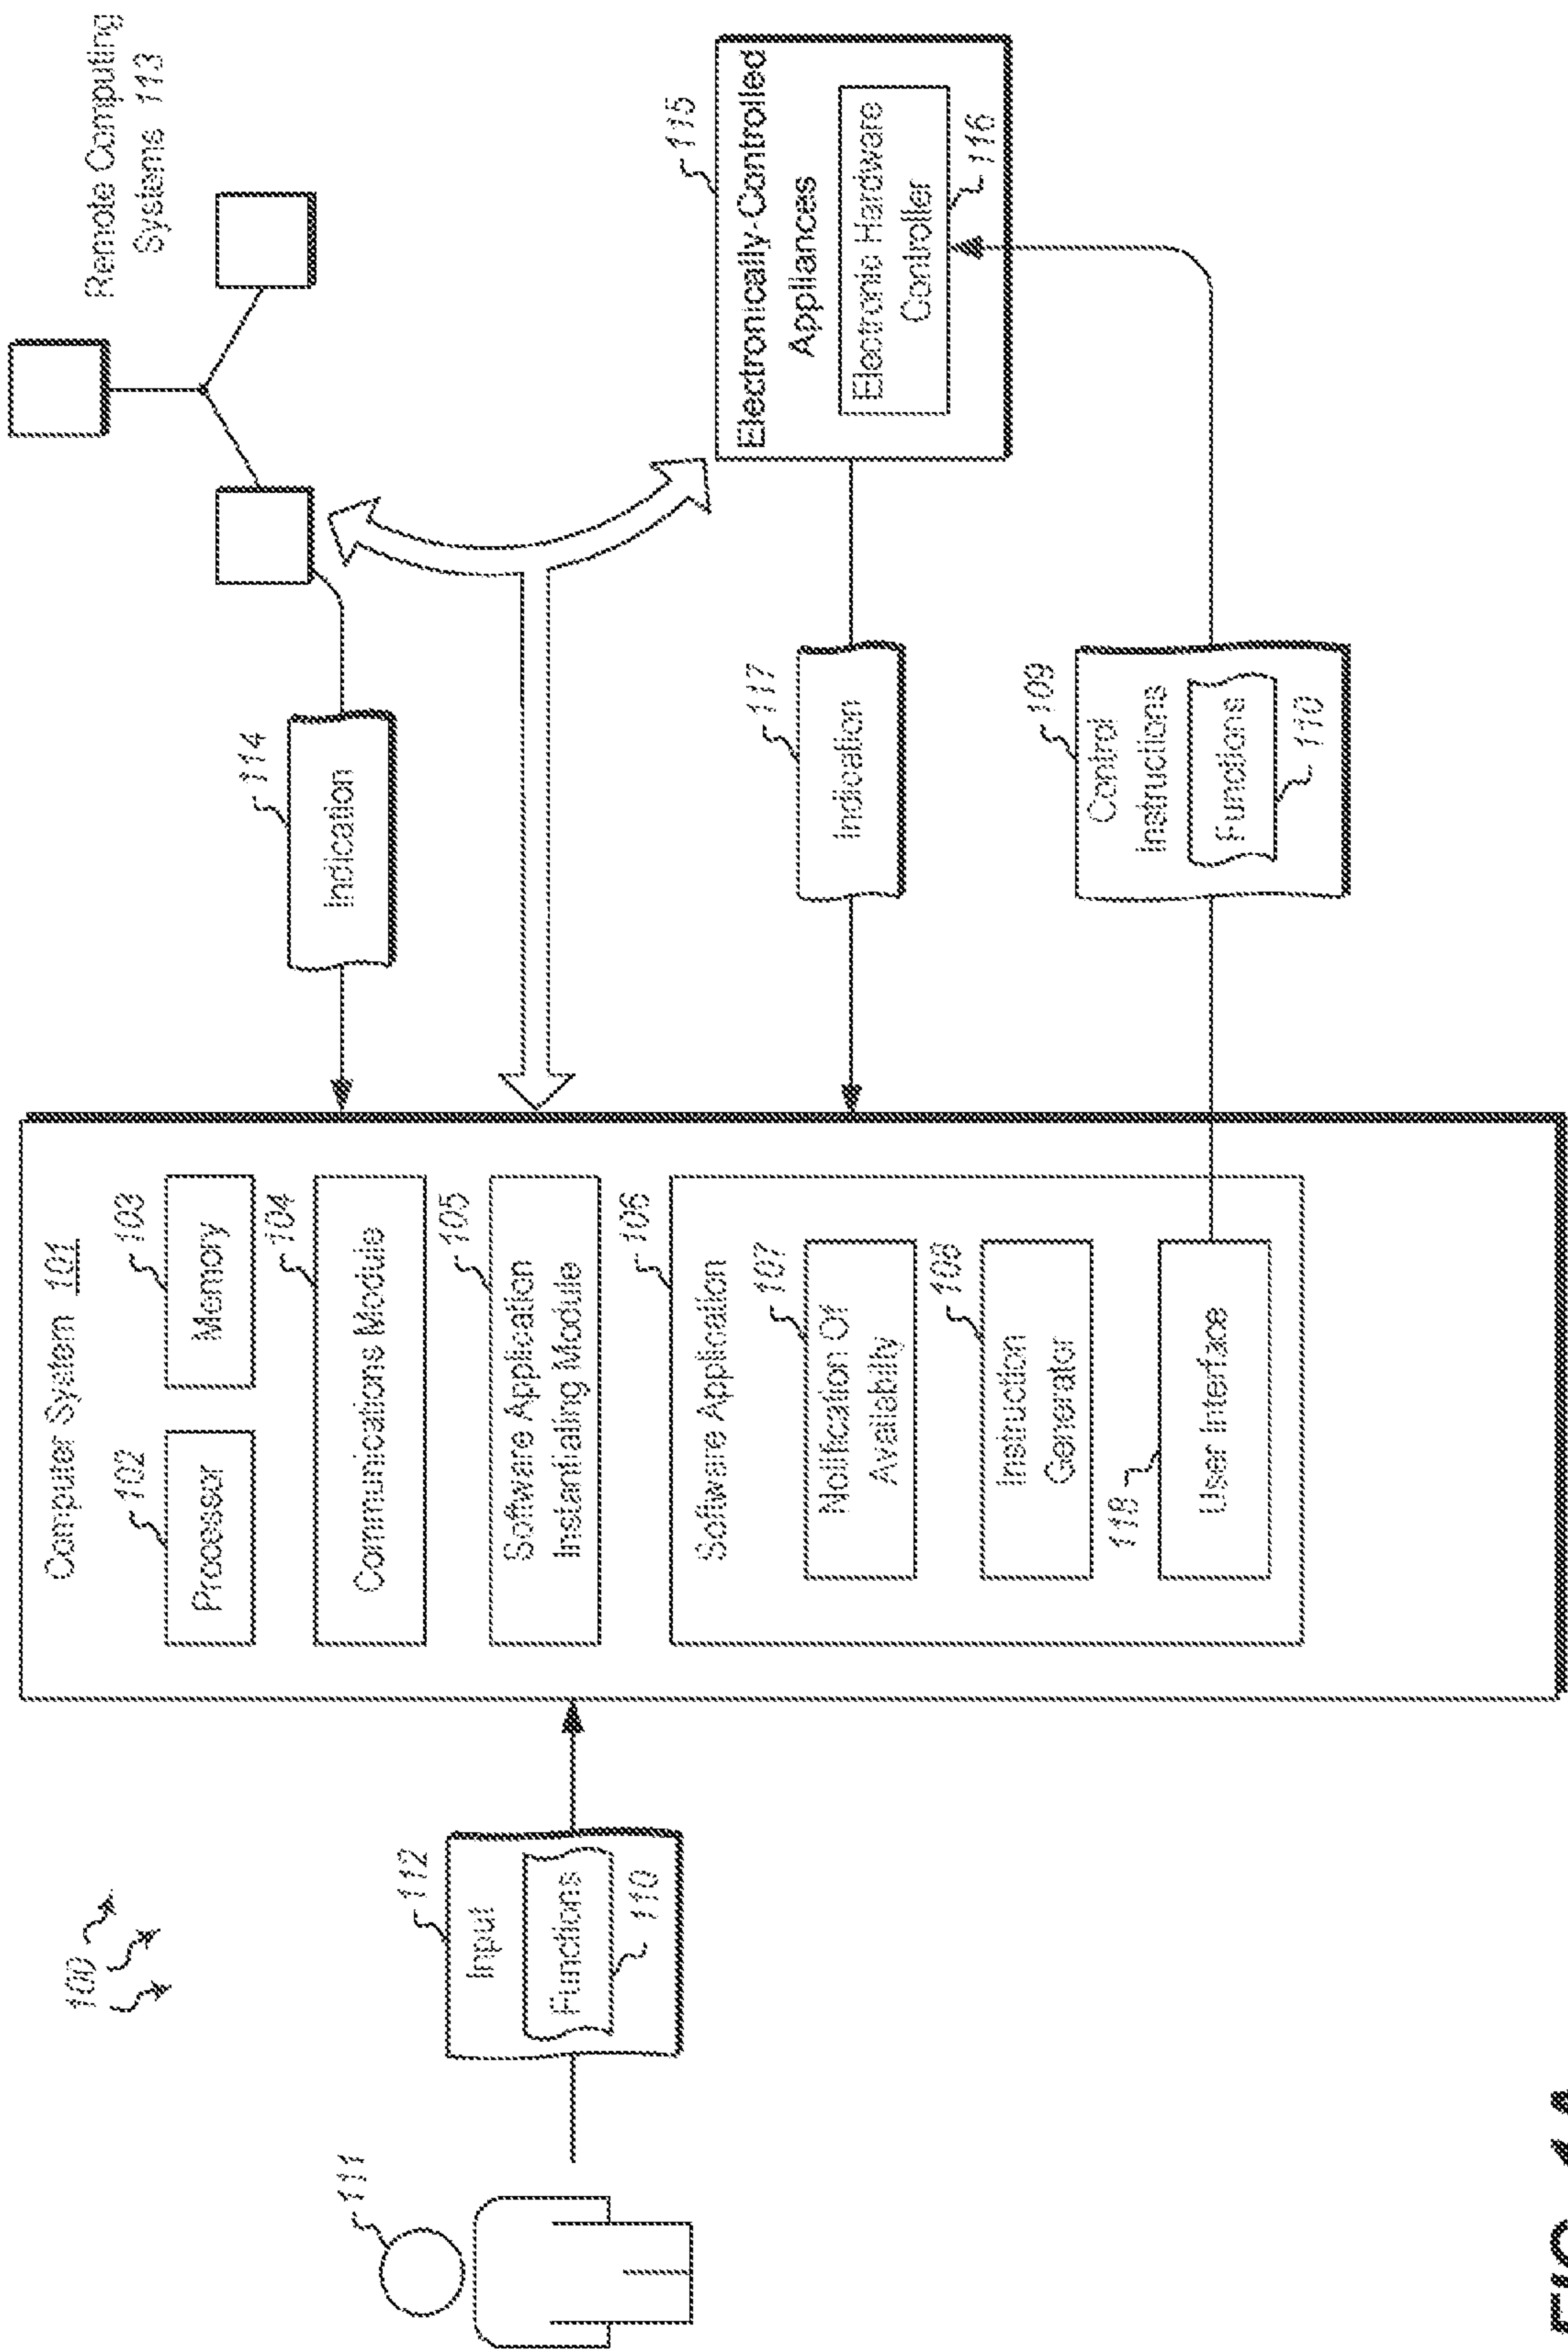 100
111
112
Input
Functions
110
Computer System 101
102
Processor
103
Memory
104
Communications Module
105
Software Application
Instantiating Module
106
Software Application
107
Notification Of
Availability
108
Instruction
Generator
118
User Interface
114
Indication
117
Indication
109
Control
Instructions
Functions
110
Remote Computing
Systems 113
115
Electronically-Controlled
Appliances
Electronic Hardware
Controller
116